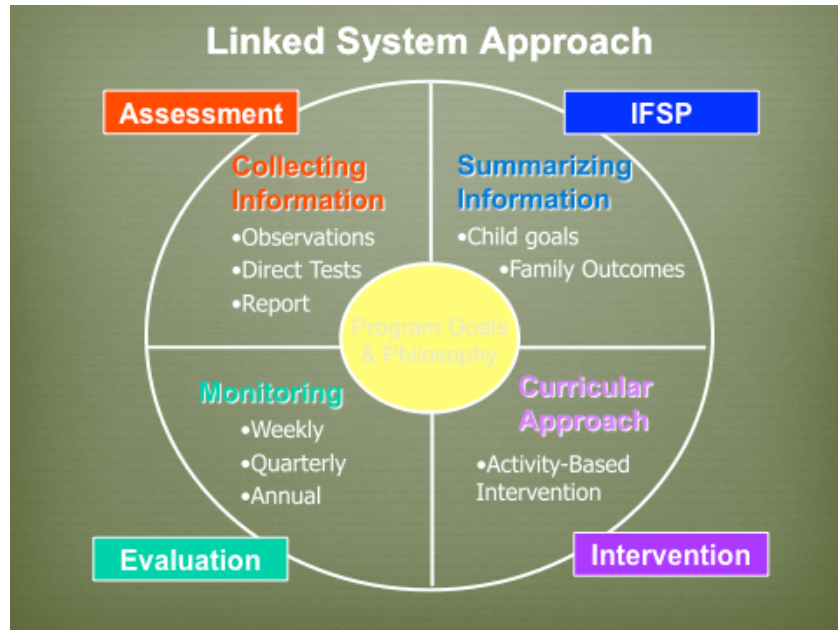 Linked System Approach
Assessment
IFSP
Collecting
Information
•Observations
•Direct Tests
•Report
Summarizing
Information
•Child goals
•Family Outcomes
Program Goals
& Philosophy
Monitoring
•Weekly
•Quarterly
•Annual
Curricular
Approach
•Activity-Based
Intervention
Evaluation
Intervention